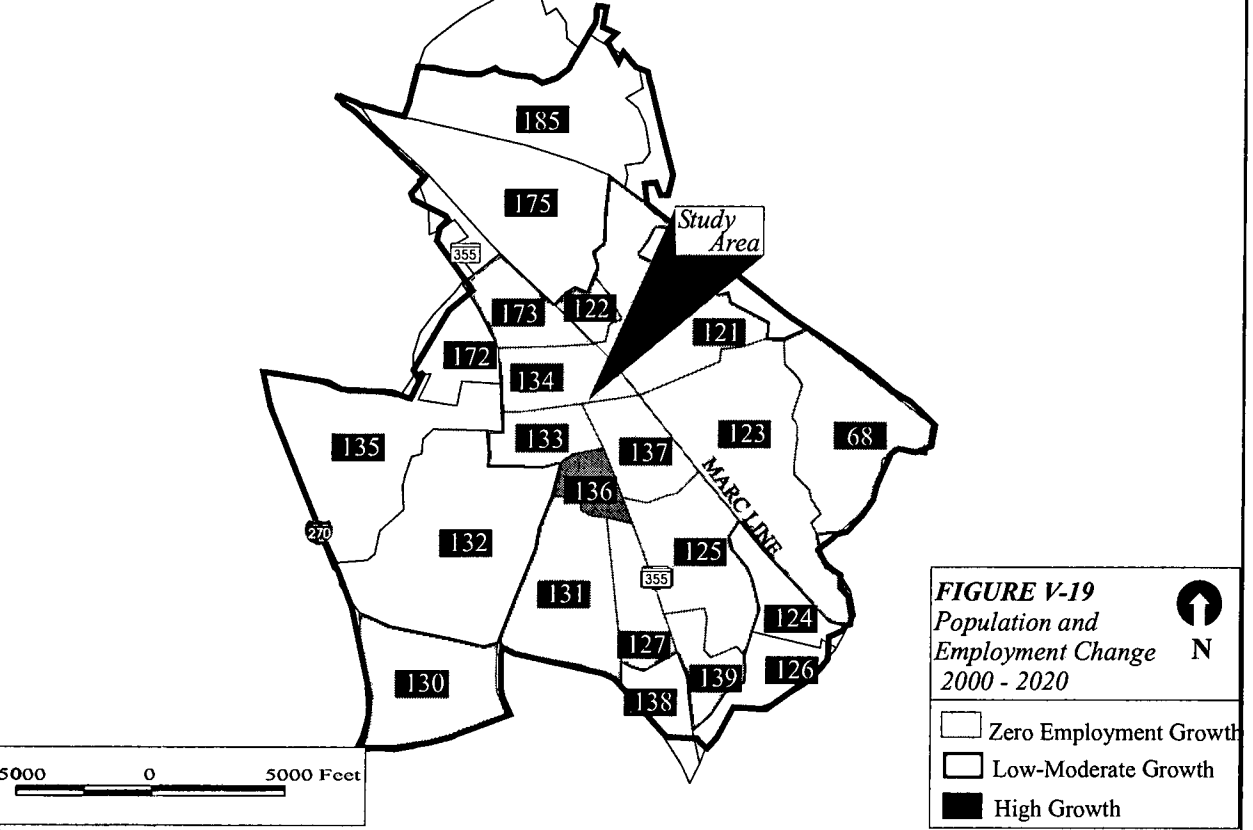 185
175
Study
Area
355
173
122
121
172
134
135
133
137
123
68
136
MARC LINE
270
132
125
131
355
124
127
126
139
130
138
FIGURE V-19
Population and
Employment Change
2000 - 2020
N
Zero Employment Growth
Low-Moderate Growth
High Growth
5000 0 5000 Feet